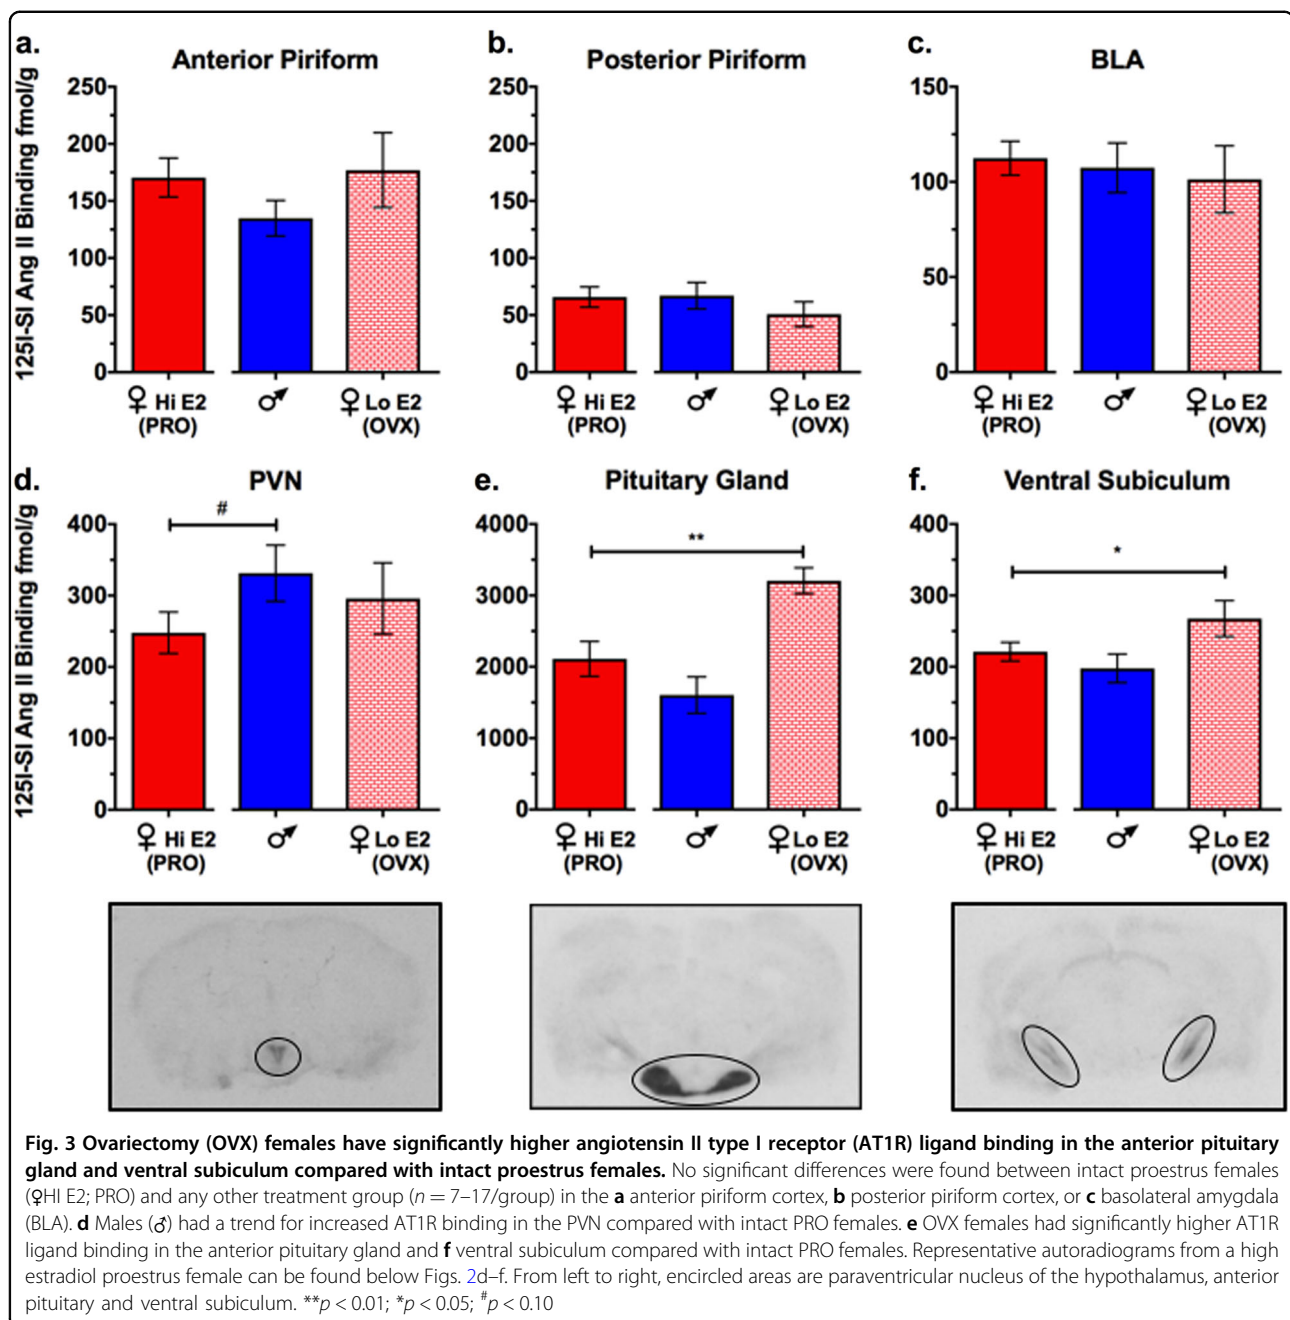 a.
Anterior Piriform
125I-SI Ang II Binding fmol/g
250
200
150
100
50
0
♀ Hi E2
(PRO)
♂
♀ Lo E2
(OVX)
b.
Posterior Piriform
250
200
150
100
50
0
♀ Hi E2
(PRO)
♂
♀ Lo E2
(OVX)
c.
BLA
150
100
50
0
♀ Hi E2
(PRO)
♂
♀ Lo E2
(OVX)
d.
PVN
125I-SI Ang II Binding fmol/g
400
300
200
100
0
#
♀ Hi E2
(PRO)
♂
♀ Lo E2
(OVX)
e.
Pituitary Gland
4000
3000
2000
1000
0
**
♀ Hi E2
(PRO)
♂
♀ Lo E2
(OVX)
f.
Ventral Subiculum
400
300
200
100
0
*
♀ Hi E2
(PRO)
♂
♀ Lo E2
(OVX)
Fig. 3 Ovariectomy (OVX) females have significantly higher angiotensin II type I receptor (AT1R) ligand binding in the anterior pituitary
gland and ventral subiculum compared with intact proestrus females. No significant differences were found between intact proestrus females
(♀HI E2; PRO) and any other treatment group (n = 7–17/group) in the a anterior piriform cortex, b posterior piriform cortex, or c basolateral amygdala
(BLA). d Males (♂) had a trend for increased AT1R binding in the PVN compared with intact PRO females. e OVX females had significantly higher AT1R
ligand binding in the anterior pituitary gland and f ventral subiculum compared with intact PRO females. Representative autoradiograms from a high
estradiol proestrus female can be found below Figs. 2d–f. From left to right, encircled areas are paraventricular nucleus of the hypothalamus, anterior
pituitary and ventral subiculum. **p < 0.01; *p < 0.05; #p < 0.10